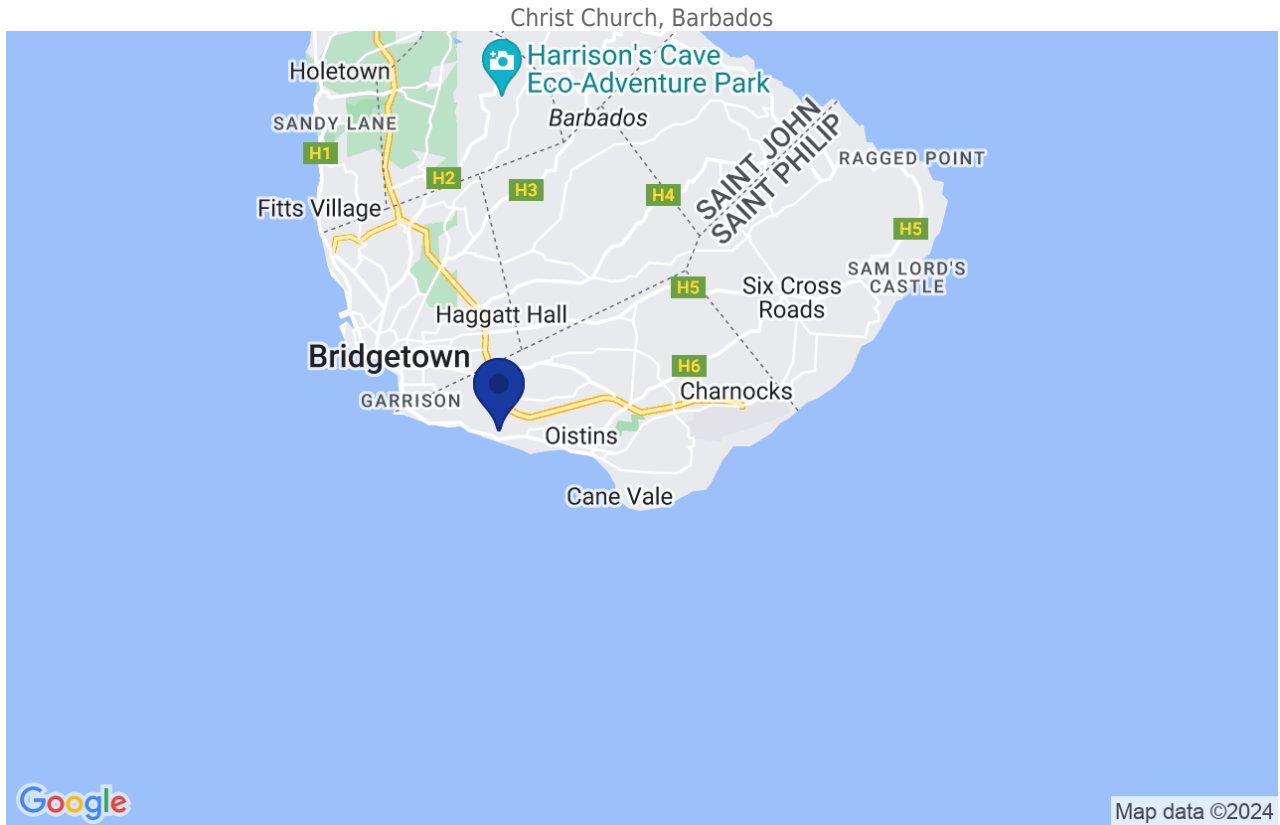 Christ Church, Barbados
Harrison's Cave
Eco-Adventure Park
Holetown
Barbados
SANDY LANE
SAINT JOHN
SAINT PHILIP
H1
RAGGED POINT
H2
H3
H4
Fitts Village
H5
SAM LORD'S
CASTLE
H5
Six Cross
Roads
Haggatt Hall
Bridgetown
H6
Charnocks
GARRISON
Oistins
Cane Vale
Google
Map data ©2024